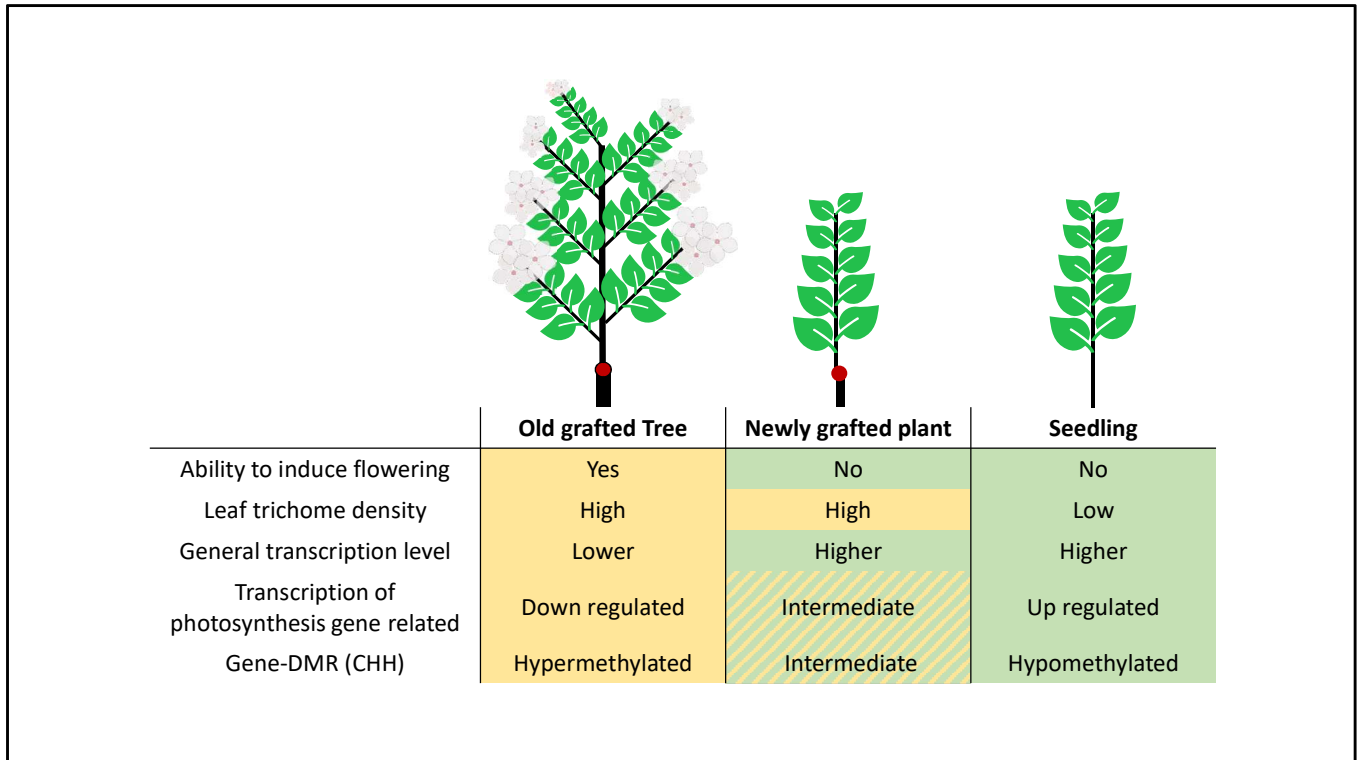 Old grafted Tree Newly grafted plant Seedling
Ability to induce flowering Yes No No
Leaf trichome density High High Low
General transcription level Lower Higher Higher
Transcription of
photosynthesis gene related Down regulated Intermediate Up regulated
Gene-DMR (CHH) Hypermethylated Intermediate Hypomethylated